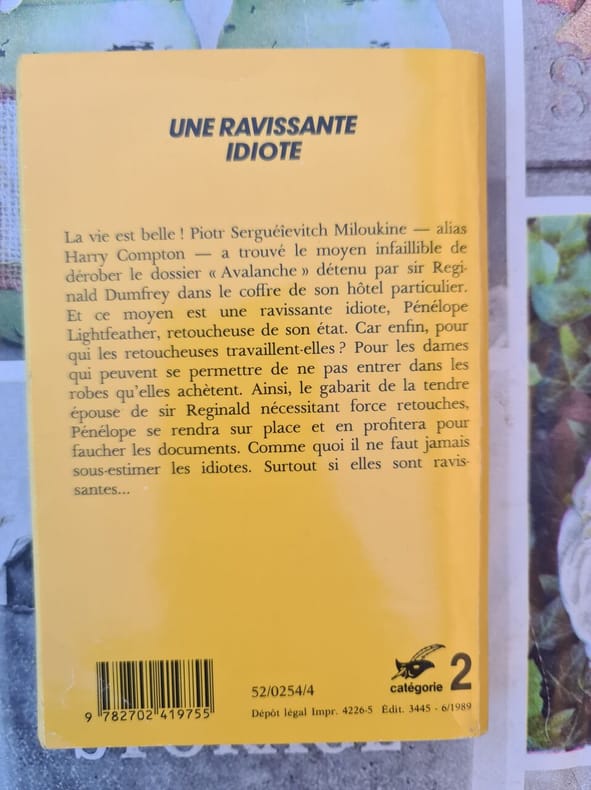 UNE RAVISSANTE
IDIOTE
La vie est belle ! Piotr Serguéïevitch Miloukine — alias
Harry Compton — a trouvé le moyen infaillible de
dérober le dossier « Avalanche » détenu par sir Regi-
nald Dumfrey dans le coffre de son hôtel particulier.
Et ce moyen est une ravissante idiote, Pénélope
Lightfeather, retoucheuse de son état. Car enfin, pour
qui les retoucheuses travaillent-elles ? Pour les dames
qui peuvent se permettre de ne pas entrer dans les
robes qu'elles achètent. Ainsi, le gabarit de la tendre
épouse de sir Reginald nécessitant force retouches,
Pénélope se rendra sur place et en profitera pour
faucher les documents. Comme quoi il ne faut jamais
sous-estimer les idiotes. Surtout si elles sont ravis-
santes...
9 782702 419755
52/0254/4
catégorie 2
Dépôt légal Impr. 4226-5 Édit. 3445 - 6/1989